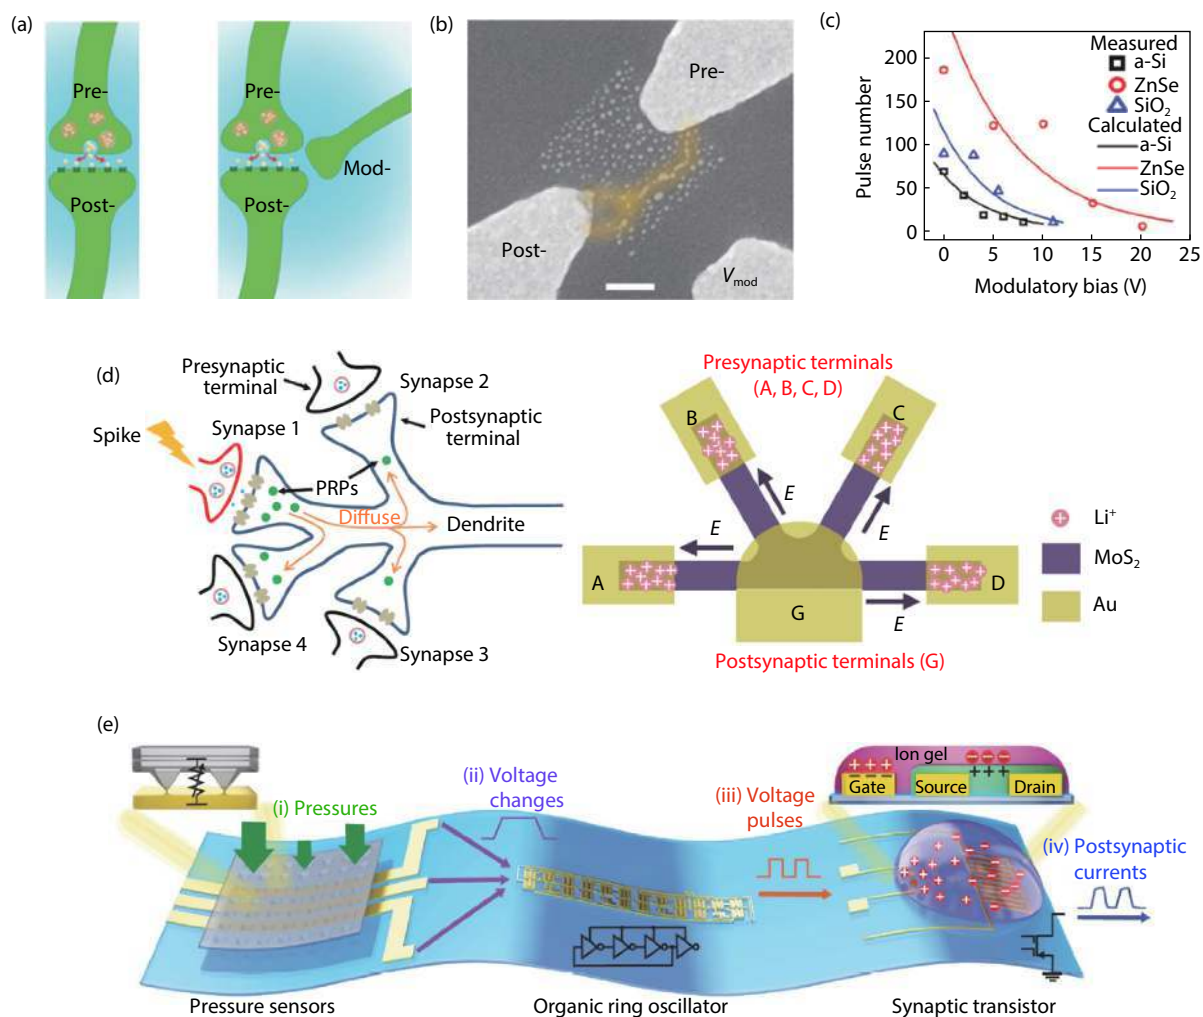 (a)
Pre-
Post-
Pre-
Mod-
Post-
(b)
Pre-
Post-
V_mod
(c)
Pulse number
200
150
100
50
0
0 5 10 15 20 25
Modulatory bias (V)
Measured
a-Si
ZnSe
SiO₂
Calculated
a-Si
ZnSe
SiO₂
(d)
Presynaptic
terminal
Synapse 2
Postsynaptic
terminal
Synapse 1
Spike
PRPs
Diffuse
Dendrite
Synapse 4
Synapse 3
Presynaptic terminals
(A, B, C, D)
B
C
E
E
E
A
D
G
E
Postsynaptic terminals (G)
Li⁺
MoS₂
Au
(e)
(i) Pressures
(ii) Voltage
changes
(iii) Voltage
pulses
Ion gel
Gate
Source
Drain
(iv) Postsynaptic
currents
Pressure sensors
Organic ring oscillator
Synaptic transistor